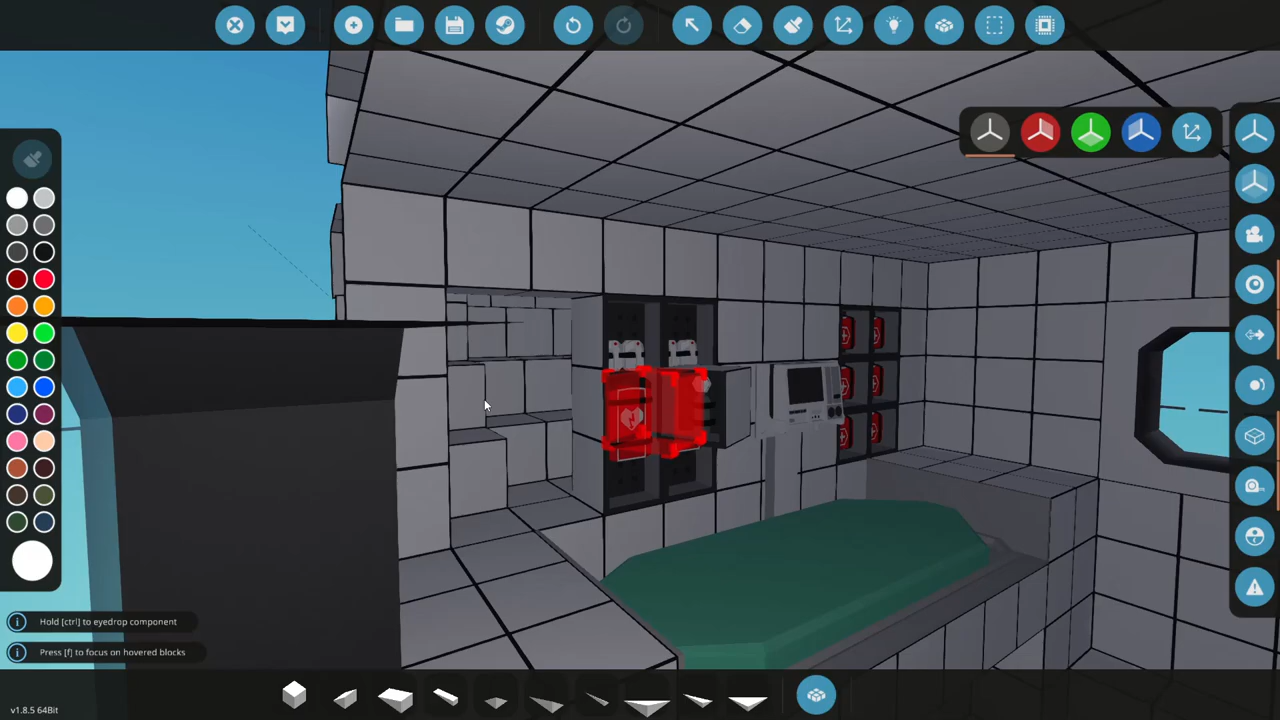 Hold [ctrl] to eyedrop component
Press [f] to focus on hovered blocks
v1.8.5 64Bit